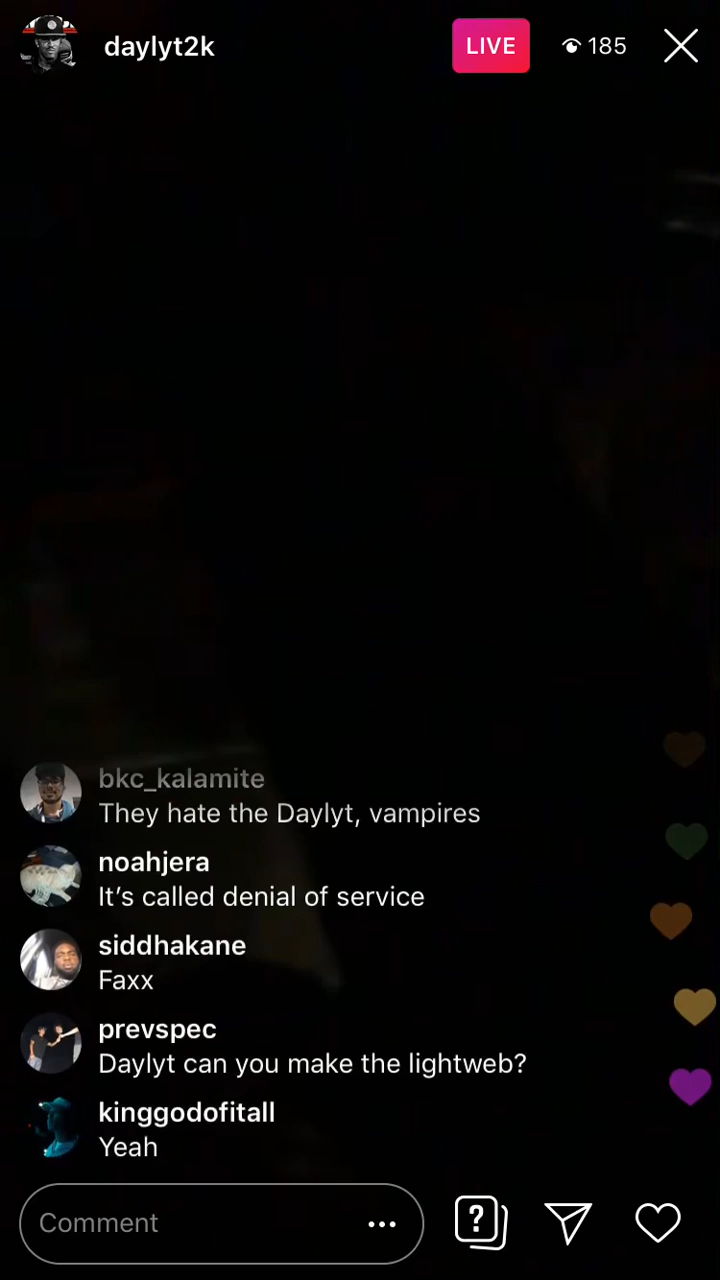 daylyt2k
LIVE
185
bkc_kalamite
They hate the Daylyt, vampires
noahjera
It’s called denial of service
siddhakane
Faxx
prevspec
Daylyt can you make the lightweb?
kinggodofitall
Yeah
Comment
?